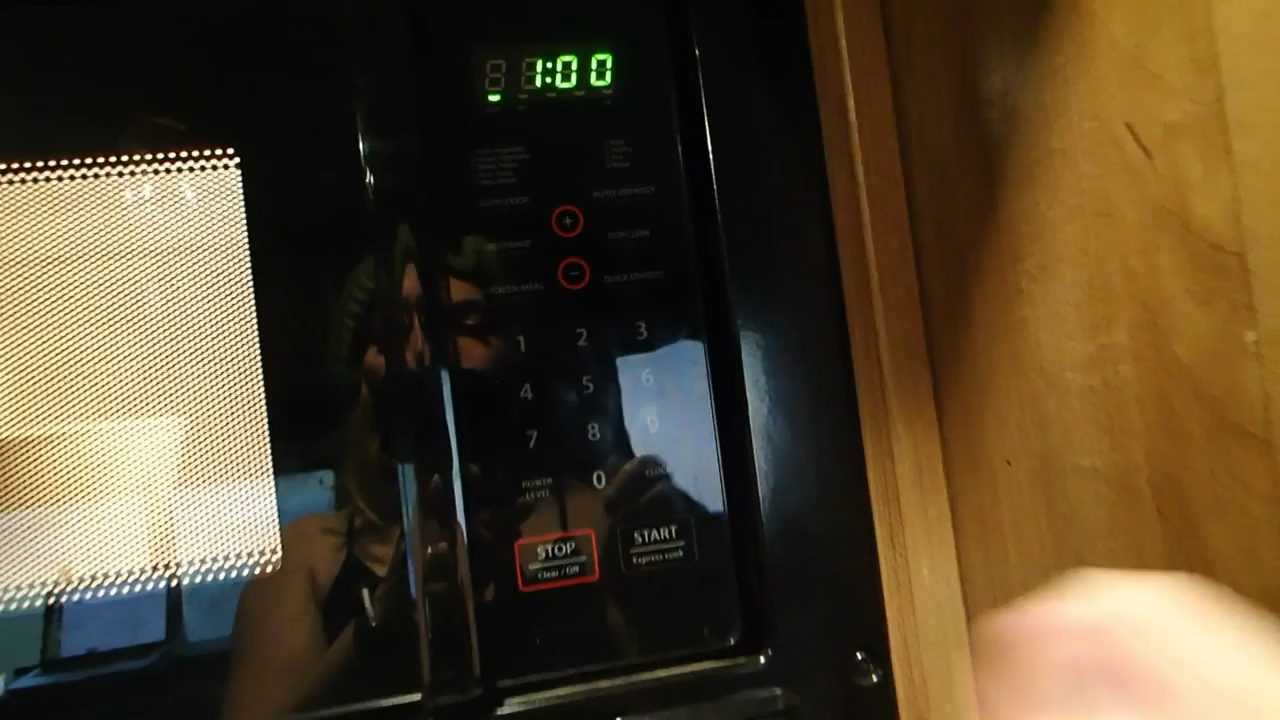 1:00
AUTO COOK
AUTO DEFROST
+
POPCORN
BEVERAGE
−
QUICK DEFROST
FROZEN MEAL
1 2 3
4 5 6
7 8 9
POWER LEVEL
0
CLOCK
STOP
Clear / Off
START
Express cook